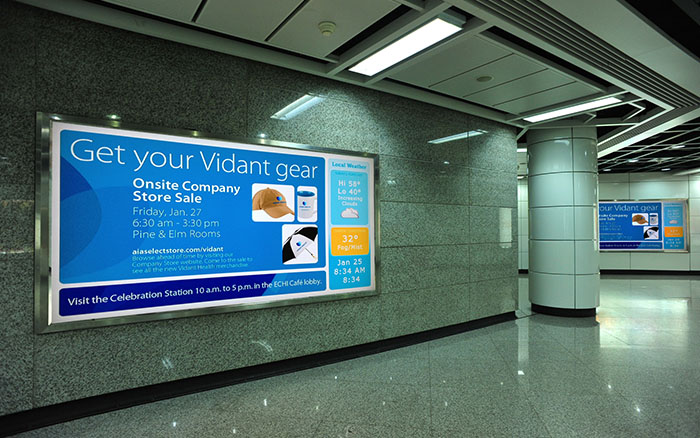 Get your Vidant gear
Onsite Company
Store Sale
Friday, Jan. 27
6:30 am - 3:30 pm
Pine & Elm Rooms
aiaselectstore.com/vidant
Browse ahead of time by visiting our
Company Store website. Come to the sale to
see all the new Vidant Health merchandise.
Visit the Celebration Station 10 a.m. to 5 p.m. in the ECHI Café lobby.
Local Weather
Hi 58°
Lo 40°
Increasing
Clouds
32°
Fog/Mist
Jan 25
8:34 AM
8:34
Get your Vidant gear